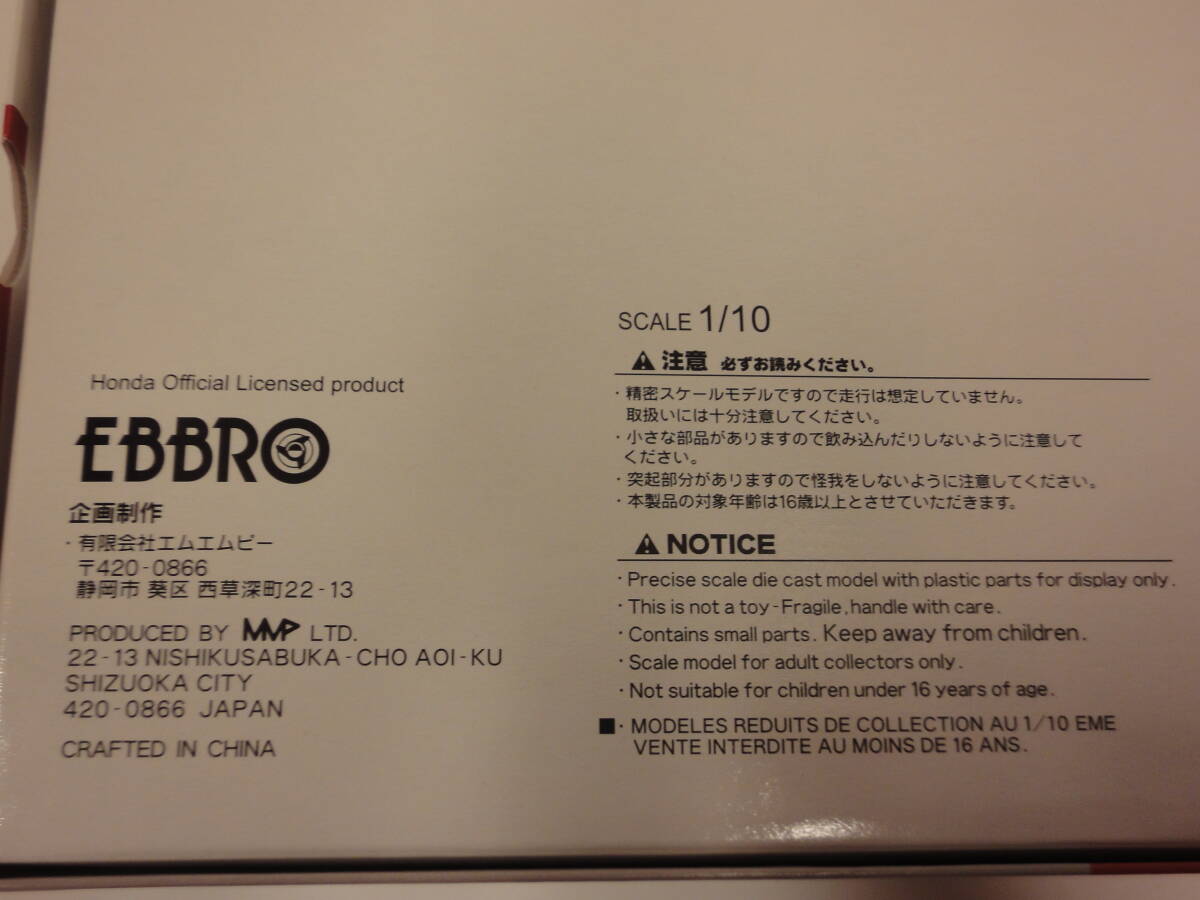 Honda Official Licensed product
EBBRO
企画制作
・有限会社エムエムピー
〒420-0866
静岡市 葵区 西草深町22-13
PRODUCED BY MMP LTD.
22-13 NISHIKUSABUKA-CHO AOI-KU
SHIZUOKA CITY
420-0866 JAPAN
CRAFTED IN CHINA
SCALE 1/10
⚠ 注意 必ずお読みください。
・精密スケールモデルですので走行は想定していません。
取扱いには十分注意してください。
・小さな部品がありますので飲み込んだりしないように注意して
ください。
・突起部分がありますので怪我をしないように注意してください。
・本製品の対象年齢は16歳以上とさせていただきます。
⚠ NOTICE
・Precise scale die cast model with plastic parts for display only.
・This is not a toy-Fragile,handle with care.
・Contains small parts. Keep away from children.
・Scale model for adult collectors only.
・Not suitable for children under 16 years of age.
■・MODELES REDUITS DE COLLECTION AU 1/10 EME
VENTE INTERDITE AU MOINS DE 16 ANS.